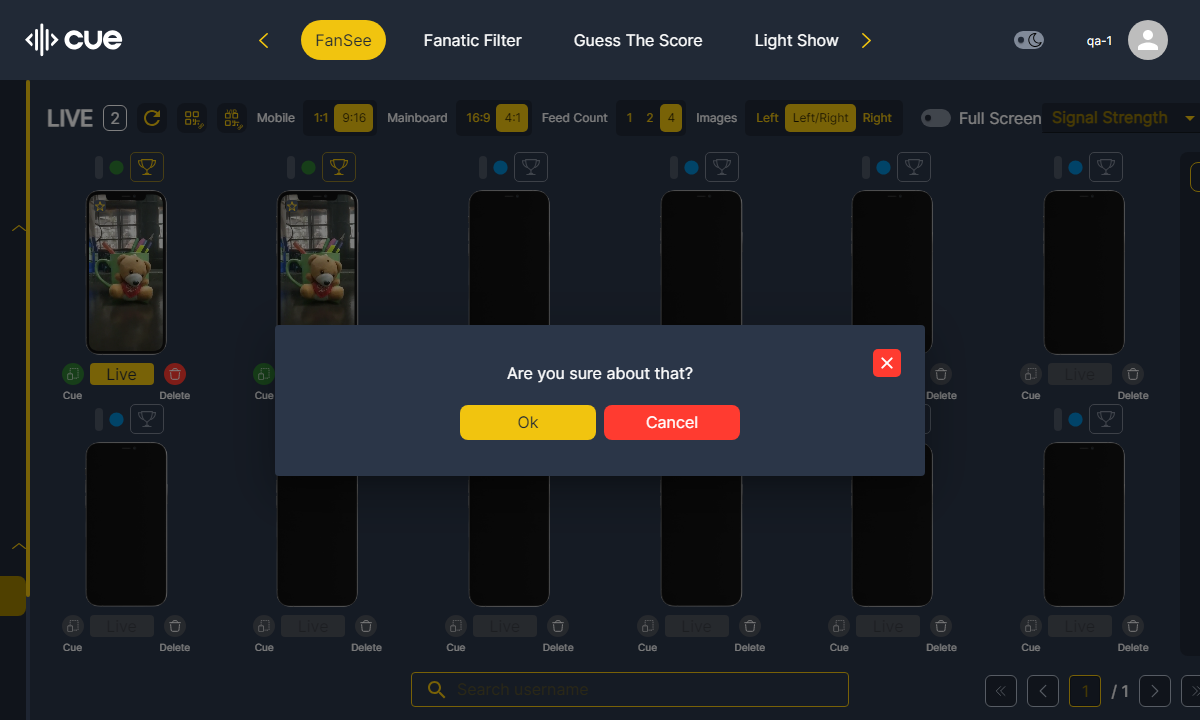 cue
FanSee
Fanatic Filter
Guess The Score
Light Show
qa-1
LIVE 2
Mobile 1:1 9:16
Mainboard 16:9 4:1
Feed Count 1 2 4
Images Left Left/Right Right
Full Screen
Signal Strength
Live
Cue Delete
Cue
Delete
Live
Cue Delete
Are you sure about that?
Ok Cancel
Live Live Live Live Live Live
Cue Delete Cue Delete Cue Delete Cue Delete Cue Delete Cue Delete
Search username
1 / 1